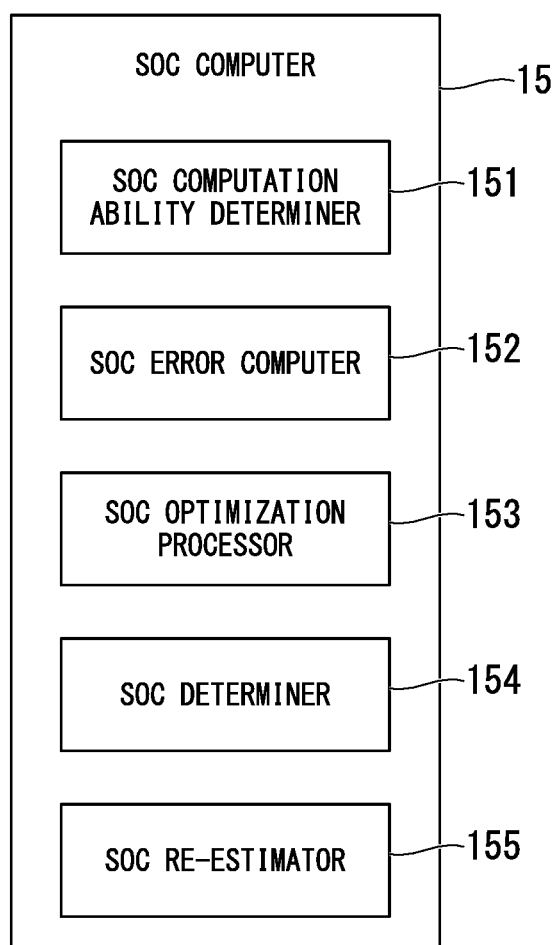 SOC COMPUTER
15
SOC COMPUTATION
ABILITY DETERMINER
151
SOC ERROR COMPUTER
152
SOC OPTIMIZATION
PROCESSOR
153
SOC DETERMINER
154
SOC RE-ESTIMATOR
155